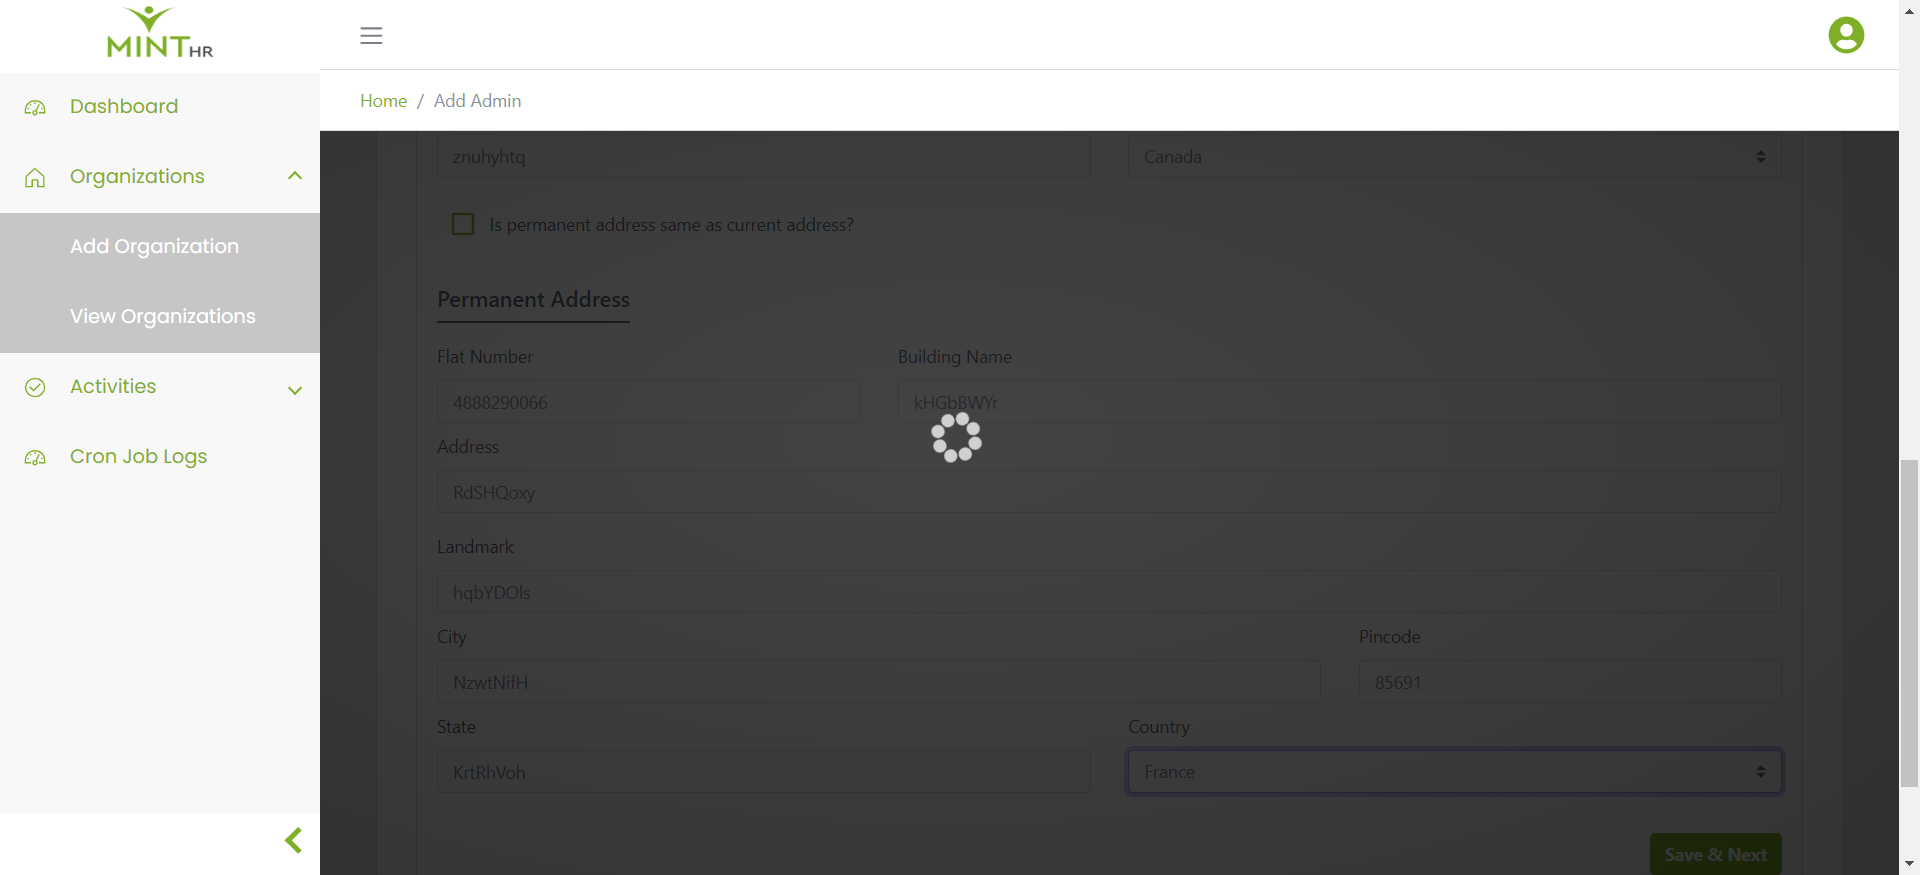 MINT HR
Home / Add Admin
Dashboard
Organizations
Add Organization
View Organizations
Activities
Cron Job Logs
znuhyhtq
Canada
Is permanent address same as current address?
Permanent Address
Flat Number
Building Name
4888290066
kHGbBWYr
Address
RdSHQoxy
Landmark
hqbYDOls
City
Pincode
NzwtNifH
85691
State
Country
KrtRhVoh
France
Save & Next